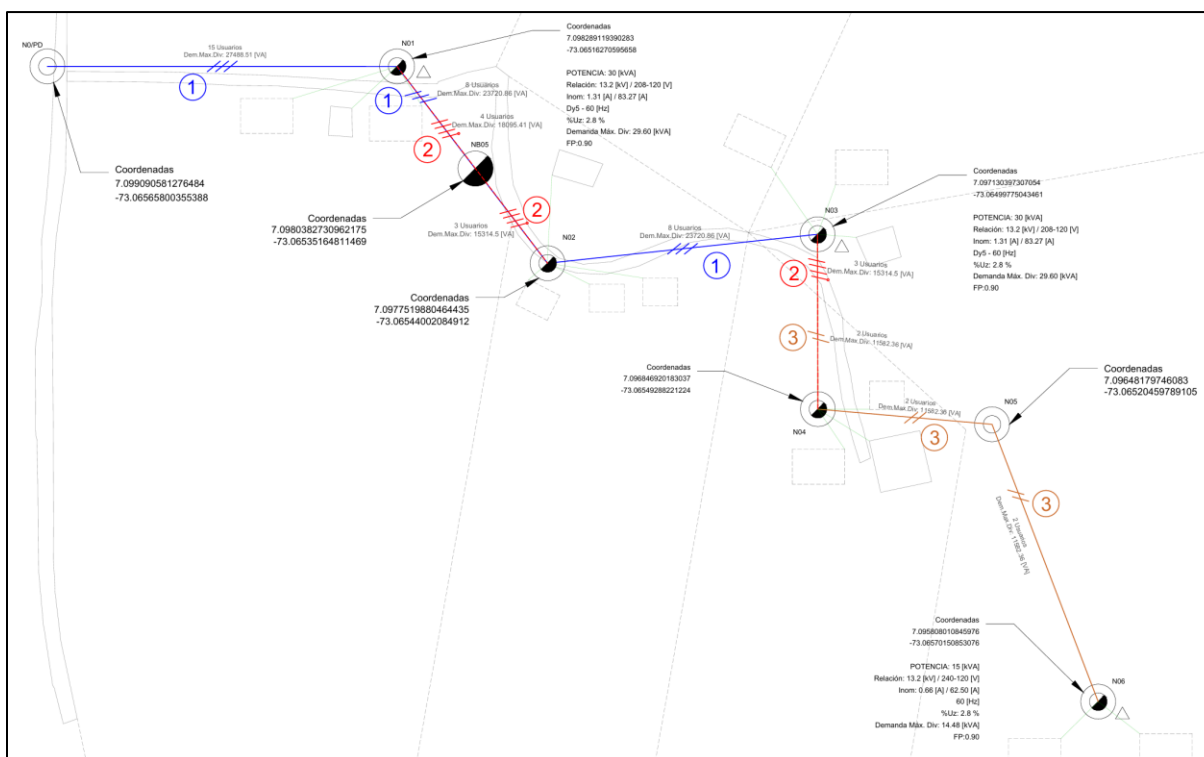 Coordenadas
7.098289119390283
-73.06516270595658
N0/PD
15 Usuarios
Dem.Max.Div: 27486.51 [VA]
N01
1
POTENCIA: 30 [kVA]
Relación: 13.2 [kV] / 208-120 [V]
Inom: 1.31 [A] / 83.27 [A]
Dy5 - 60 [Hz]
%Uz: 2.8 %
Demanda Máx. Div: 29.60 [kVA]
FP:0.90
1
8 Usuarios
Dem.Max.Div: 23720.86 [VA]
4 Usuarios
Dem.Max.Div: 18095.41 [VA]
2
NB05
Coordenadas
7.099090581276484
-73.06565800355388
Coordenadas
7.0980382730962175
-73.06535164811469
2
3 Usuarios
Dem.Max.Div: 15314.5 [VA]
N02
Coordenadas
7.0977519880464435
-73.06544002084912
8 Usuarios
Dem.Max.Div: 23720.86 [VA]
1
N03
Coordenadas
7.097130397307054
-73.06499775043461
POTENCIA: 30 [kVA]
Relación: 13.2 [kV] / 208-120 [V]
Inom: 1.31 [A] / 83.27 [A]
Dy5 - 60 [Hz]
%Uz: 2.8 %
Demanda Máx. Div: 29.60 [kVA]
FP:0.90
2
3 Usuarios
Dem.Max.Div: 15314.5 [VA]
3
2 Usuarios
Dem.Max.Div: 11582.36 [VA]
Coordenadas
7.096846920183037
-73.06549288221224
N04
2 Usuarios
Dem.Max.Div: 11582.36 [VA]
3
N05
Coordenadas
7.09648179746083
-73.06520459789105
3
2 Usuarios
Dem.Max.Div: 11582.36 [VA]
Coordenadas
7.095808010845976
-73.06570150853076
POTENCIA: 15 [kVA]
Relación: 13.2 [kV] / 240-120 [V]
Inom: 0.66 [A] / 62.50 [A]
60 [Hz]
%Uz: 2.8 %
Demanda Máx. Div: 14.48 [kVA]
FP:0.90
N06